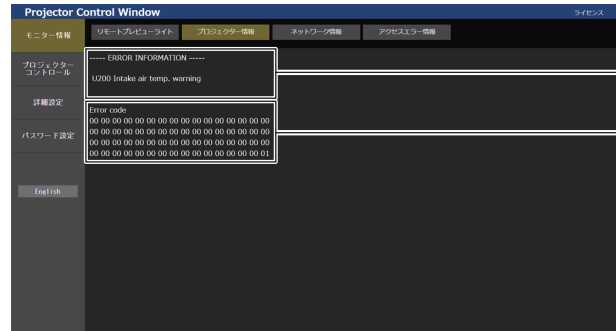 Projector Control Window
ライセンス
モニター情報
リモートプレビューライト
プロジェクター情報
ネットワーク情報
アクセスエラー情報
プロジェクター
コントロール
詳細設定
パスワード設定
English
----- ERROR INFORMATION -----
U200 Intake air temp. warning
Error code
00 00 00 00 00 00 00 00 00 00 00 00 00 00 00 00
00 00 00 00 00 00 00 00 00 00 00 00 00 00 00 00
00 00 00 00 00 00 00 00 00 00 00 00 00 00 00 00
00 00 00 00 00 00 00 00 00 00 00 00 00 00 00 01